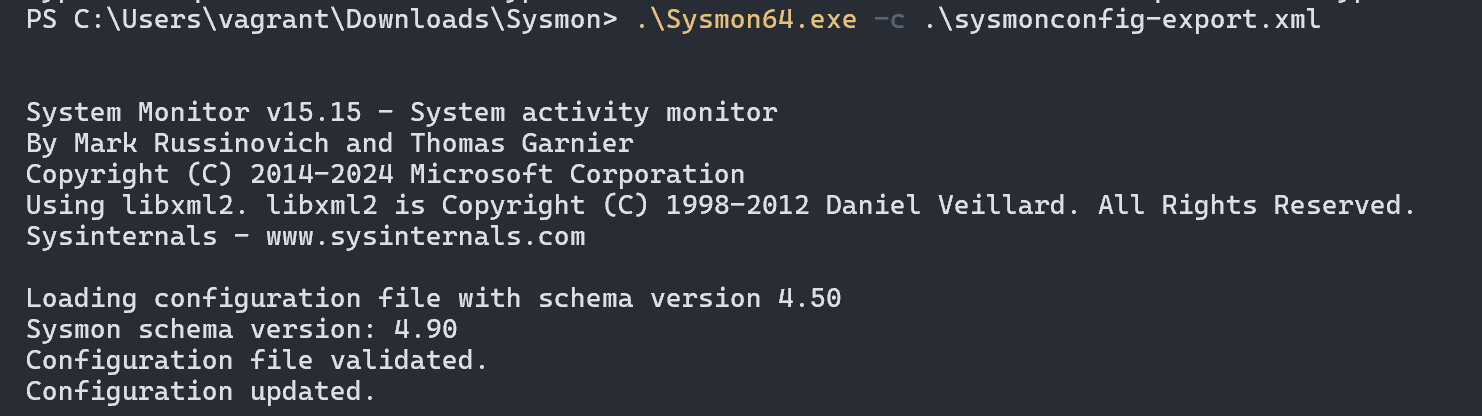 PS C:\Users\vagrant\Downloads\Sysmon> .\Sysmon64.exe -c .\sysmonconfig-export.xml
System Monitor v15.15 - System activity monitor
By Mark Russinovich and Thomas Garnier
Copyright (C) 2014-2024 Microsoft Corporation
Using libxml2. libxml2 is Copyright (C) 1998-2012 Daniel Veillard. All Rights Reserved.
Sysinternals - www.sysinternals.com
Loading configuration file with schema version 4.50
Sysmon schema version: 4.90
Configuration file validated.
Configuration updated.